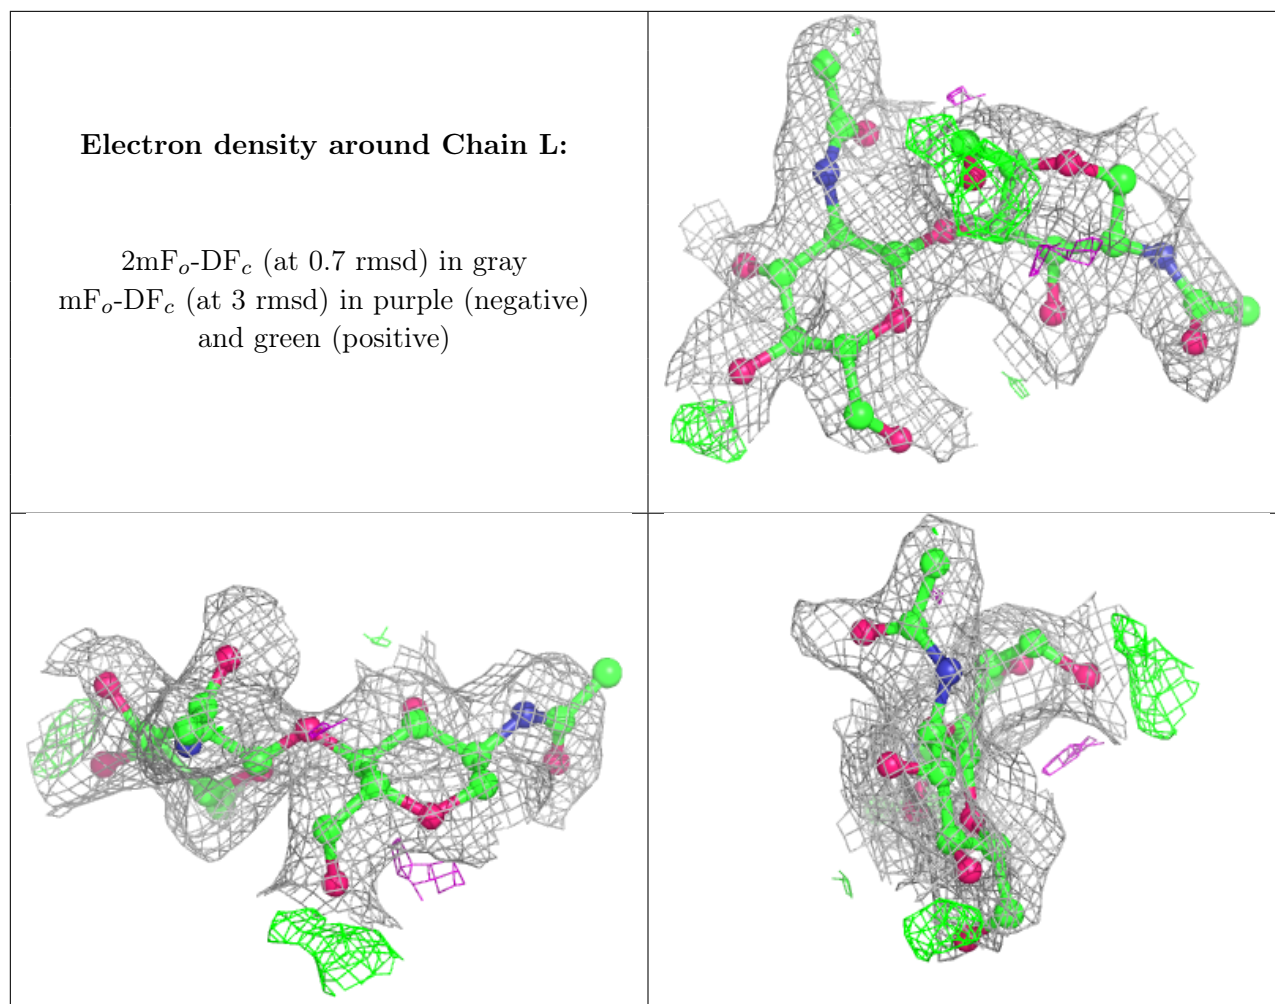 Electron density around Chain L:
2mFo-DFc (at 0.7 rmsd) in gray
mFo-DFc (at 3 rmsd) in purple (negative)
and green (positive)